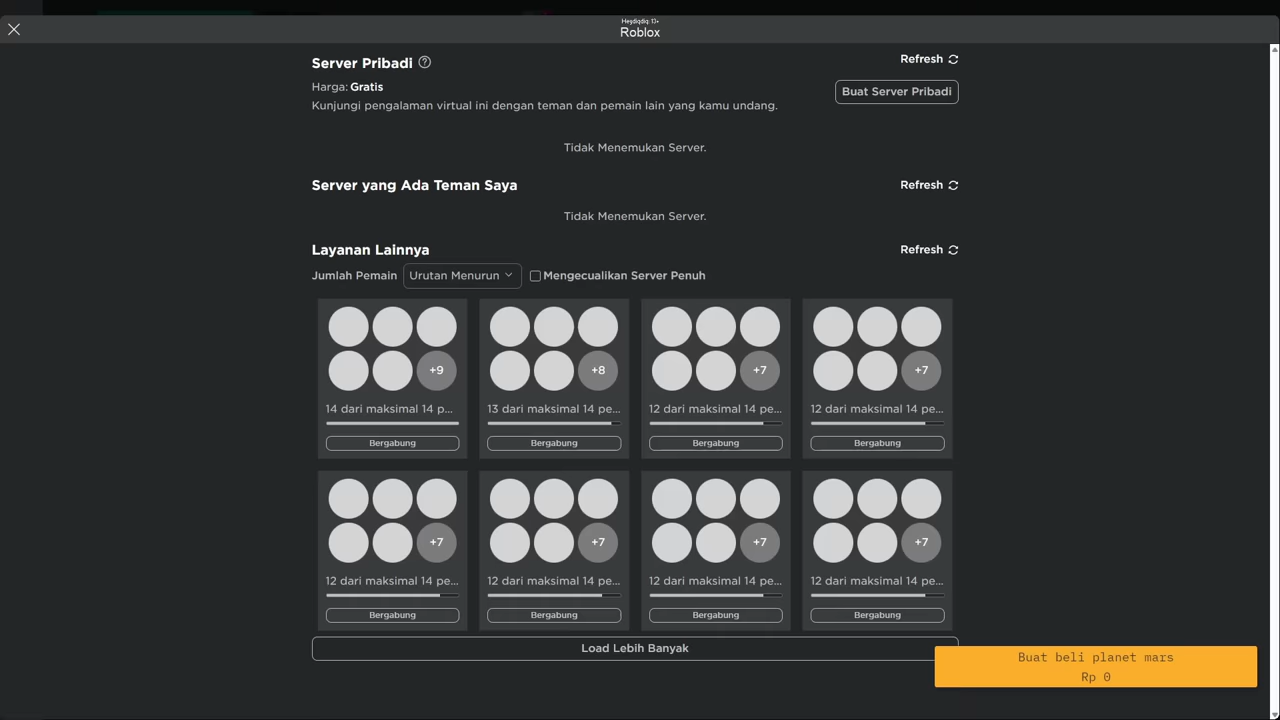 Heydiqdiq: 13+
Roblox
Server Pribadi
Refresh
Harga: Gratis
Buat Server Pribadi
Kunjungi pengalaman virtual ini dengan teman dan pemain lain yang kamu undang.
Tidak Menemukan Server.
Server yang Ada Teman Saya
Refresh
Tidak Menemukan Server.
Layanan Lainnya
Refresh
Jumlah Pemain Urutan Menurun Mengecualikan Server Penuh
+9 +8 +7 +7
14 dari maksimal 14 p... 13 dari maksimal 14 pe... 12 dari maksimal 14 pe... 12 dari maksimal 14 pe...
Bergabung Bergabung Bergabung Bergabung
+7 +7 +7 +7
12 dari maksimal 14 pe... 12 dari maksimal 14 pe... 12 dari maksimal 14 pe... 12 dari maksimal 14 pe...
Bergabung Bergabung Bergabung Bergabung
Load Lebih Banyak
Buat beli planet mars
Rp 0